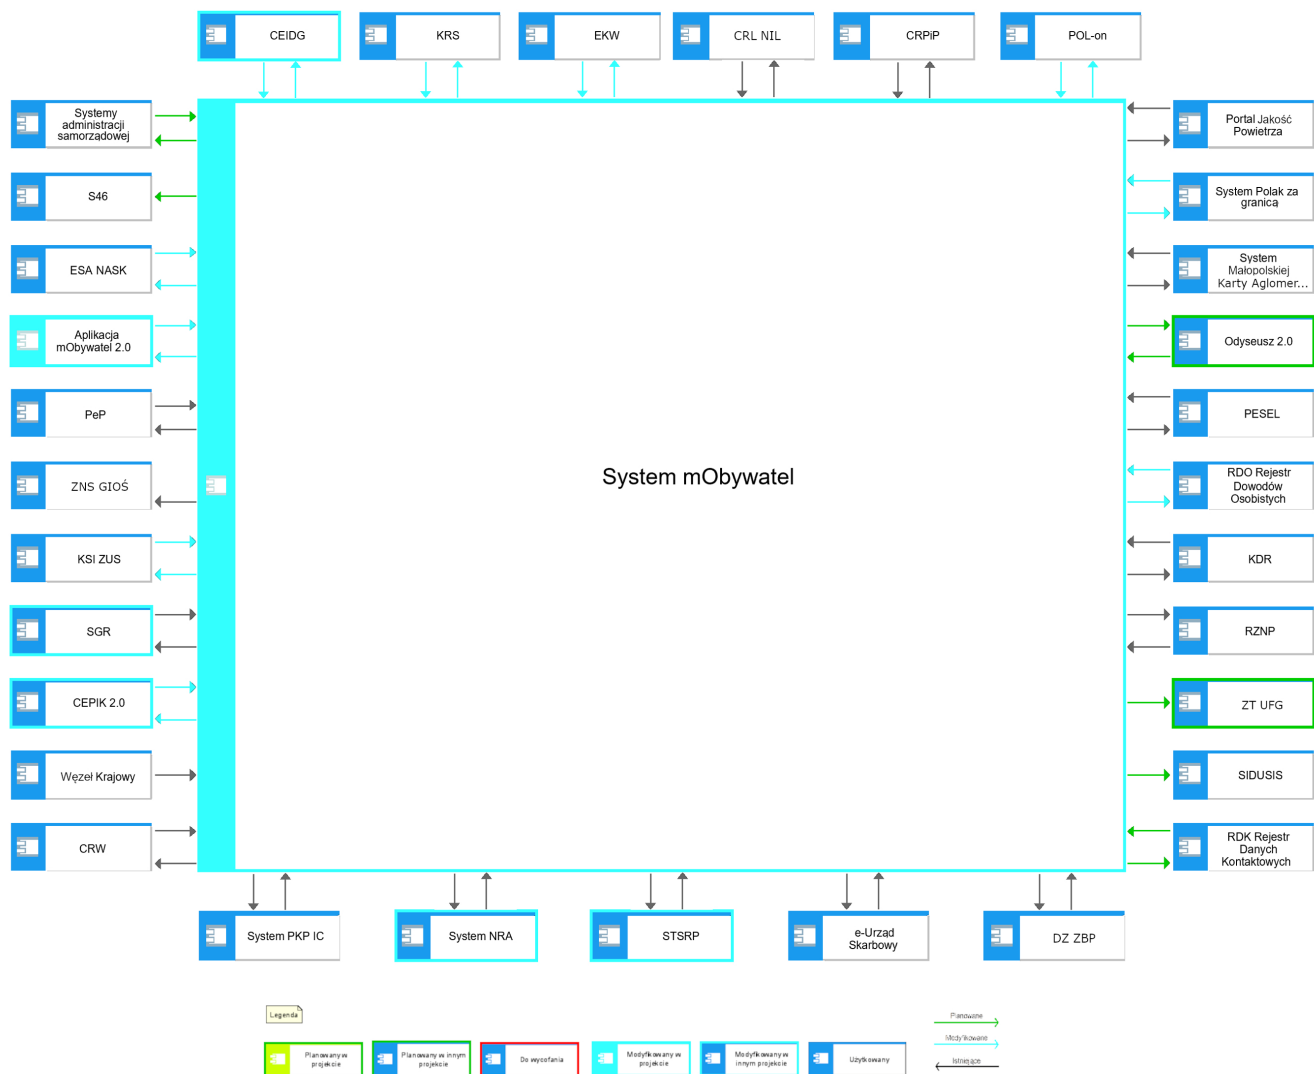 CEIDG
KRS
EKW
CRL NIL
CRPiP
POL-on
Systemy
administracji
samorządowej
S46
ESA NASK
Aplikacja
mObywatel 2.0
PeP
ZNS GIOŚ
KSI ZUS
SGR
CEPIK 2.0
Węzeł Krajowy
CRW
System mObywatel
Portal Jakość
Powietrza
System Polak za
granicą
System
Małopolskiej
Karty Aglomer...
Odyseusz 2.0
PESEL
RDO Rejestr
Dowodów
Osobistych
KDR
RZNP
ZT UFG
SIDUSIS
RDK Rejestr
Danych
Kontaktowych
System PKP IC
System NRA
STSRP
e-Urząd
Skarbowy
DZ ZBP
Legenda
Planowany w
projekcie
Planowany w innym
projekcie
Do wycofania
Modyfikowany w
projekcie
Modyfikowany w
innym projekcie
Użytkowany
Planowane
Modyfikowane
Istniejące